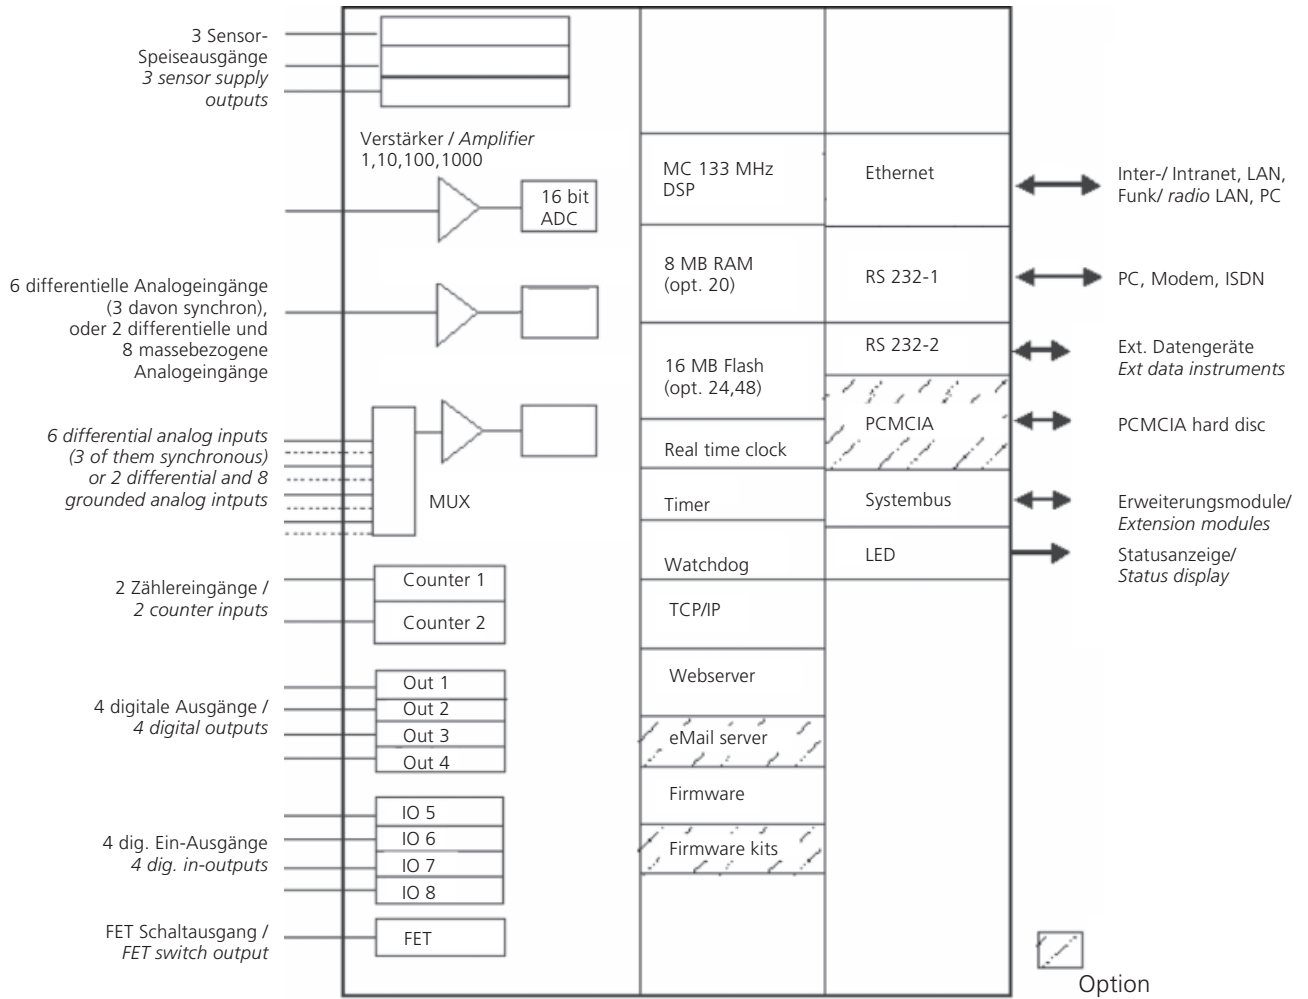 3 Sensor-
Speiseausgänge
3 sensor supply
outputs
6 differentielle Analogeingänge
(3 davon synchron),
oder 2 differentielle und
8 massebezogene
Analogeingänge
6 differential analog inputs
(3 of them synchronous)
or 2 differential and 8
grounded analog intputs
2 Zählereingänge /
2 counter inputs
4 digitale Ausgänge /
4 digital outputs
4 dig. Ein-Ausgänge
4 dig. in-outputs
FET Schaltausgang /
FET switch output
Verstärker / Amplifier
1,10,100,1000
16 bit
ADC
MUX
Counter 1
Counter 2
Out 1
Out 2
Out 3
Out 4
IO 5
IO 6
IO 7
IO 8
FET
MC 133 MHz
DSP
8 MB RAM
(opt. 20)
16 MB Flash
(opt. 24,48)
Real time clock
Timer
Watchdog
TCP/IP
Webserver
eMail server
Firmware
Firmware kits
Ethernet
RS 232-1
RS 232-2
PCMCIA
Systembus
LED
Inter-/ Intranet, LAN,
Funk/ radio LAN, PC
PC, Modem, ISDN
Ext. Datengeräte
Ext data instruments
PCMCIA hard disc
Erweiterungsmodule/
Extension modules
Statusanzeige/
Status display
Option